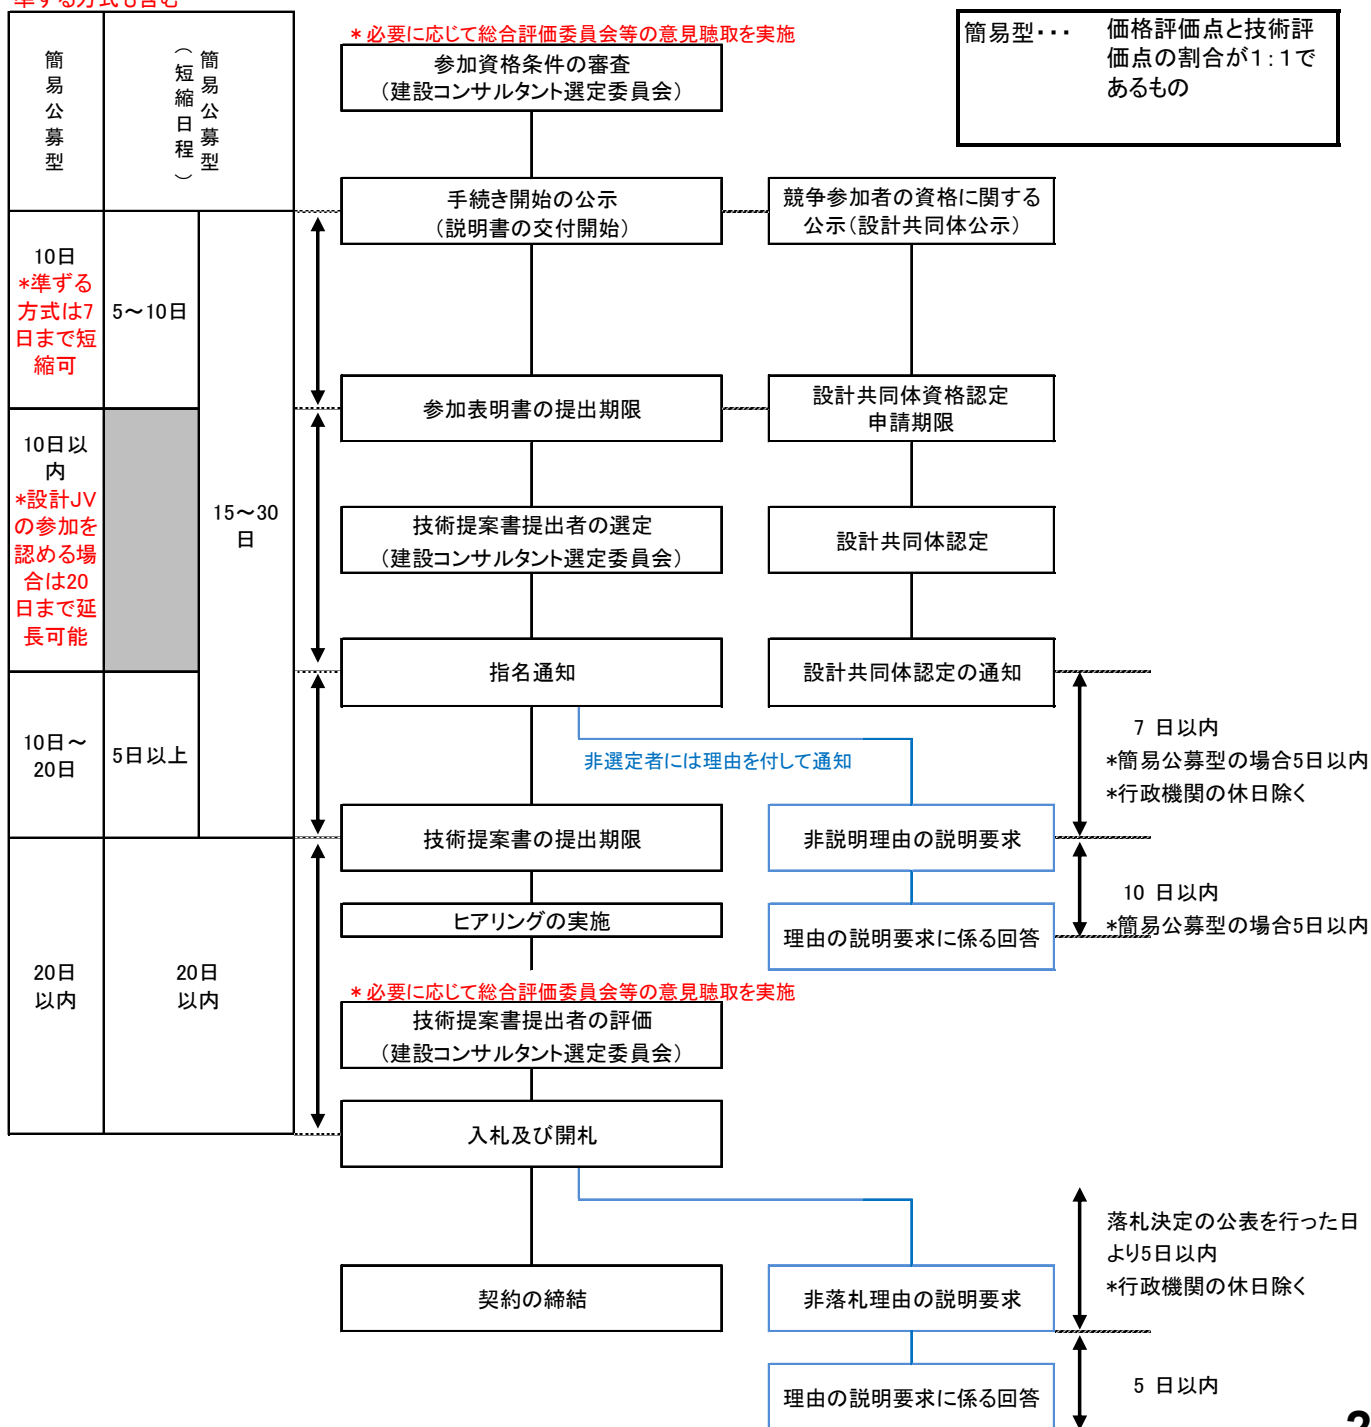 準ずる方式も含む
簡易公募型
簡易公募型
（短縮日程）
＊必要に応じて総合評価委員会等の意見聴取を実施
参加資格条件の審査
（建設コンサルタント選定委員会）
簡易型・・・ 価格評価点と技術評
価点の割合が１：１で
あるもの
手続き開始の公示
（説明書の交付開始）
競争参加者の資格に関する
公示（設計共同体公示）
10日
*準ずる
方式は7
日まで短
縮可
5～10日
参加表明書の提出期限
設計共同体資格認定
申請期限
10日以
内
*設計JV
の参加を
認める場
合は20
日まで延
長可能
15～30
日
技術提案書提出者の選定
（建設コンサルタント選定委員会）
設計共同体認定
指名通知
設計共同体認定の通知
10日～
20日
5日以上
非選定者には理由を付して通知
7 日以内
*簡易公募型の場合5日以内
*行政機関の休日除く
技術提案書の提出期限
非説明理由の説明要求
10 日以内
*簡易公募型の場合5日以内
ヒアリングの実施
理由の説明要求に係る回答
20日
以内
20日
以内
＊必要に応じて総合評価委員会等の意見聴取を実施
技術提案書提出者の評価
（建設コンサルタント選定委員会）
入札及び開札
落札決定の公表を行った日
より5日以内
*行政機関の休日除く
契約の締結
非落札理由の説明要求
理由の説明要求に係る回答
5 日以内